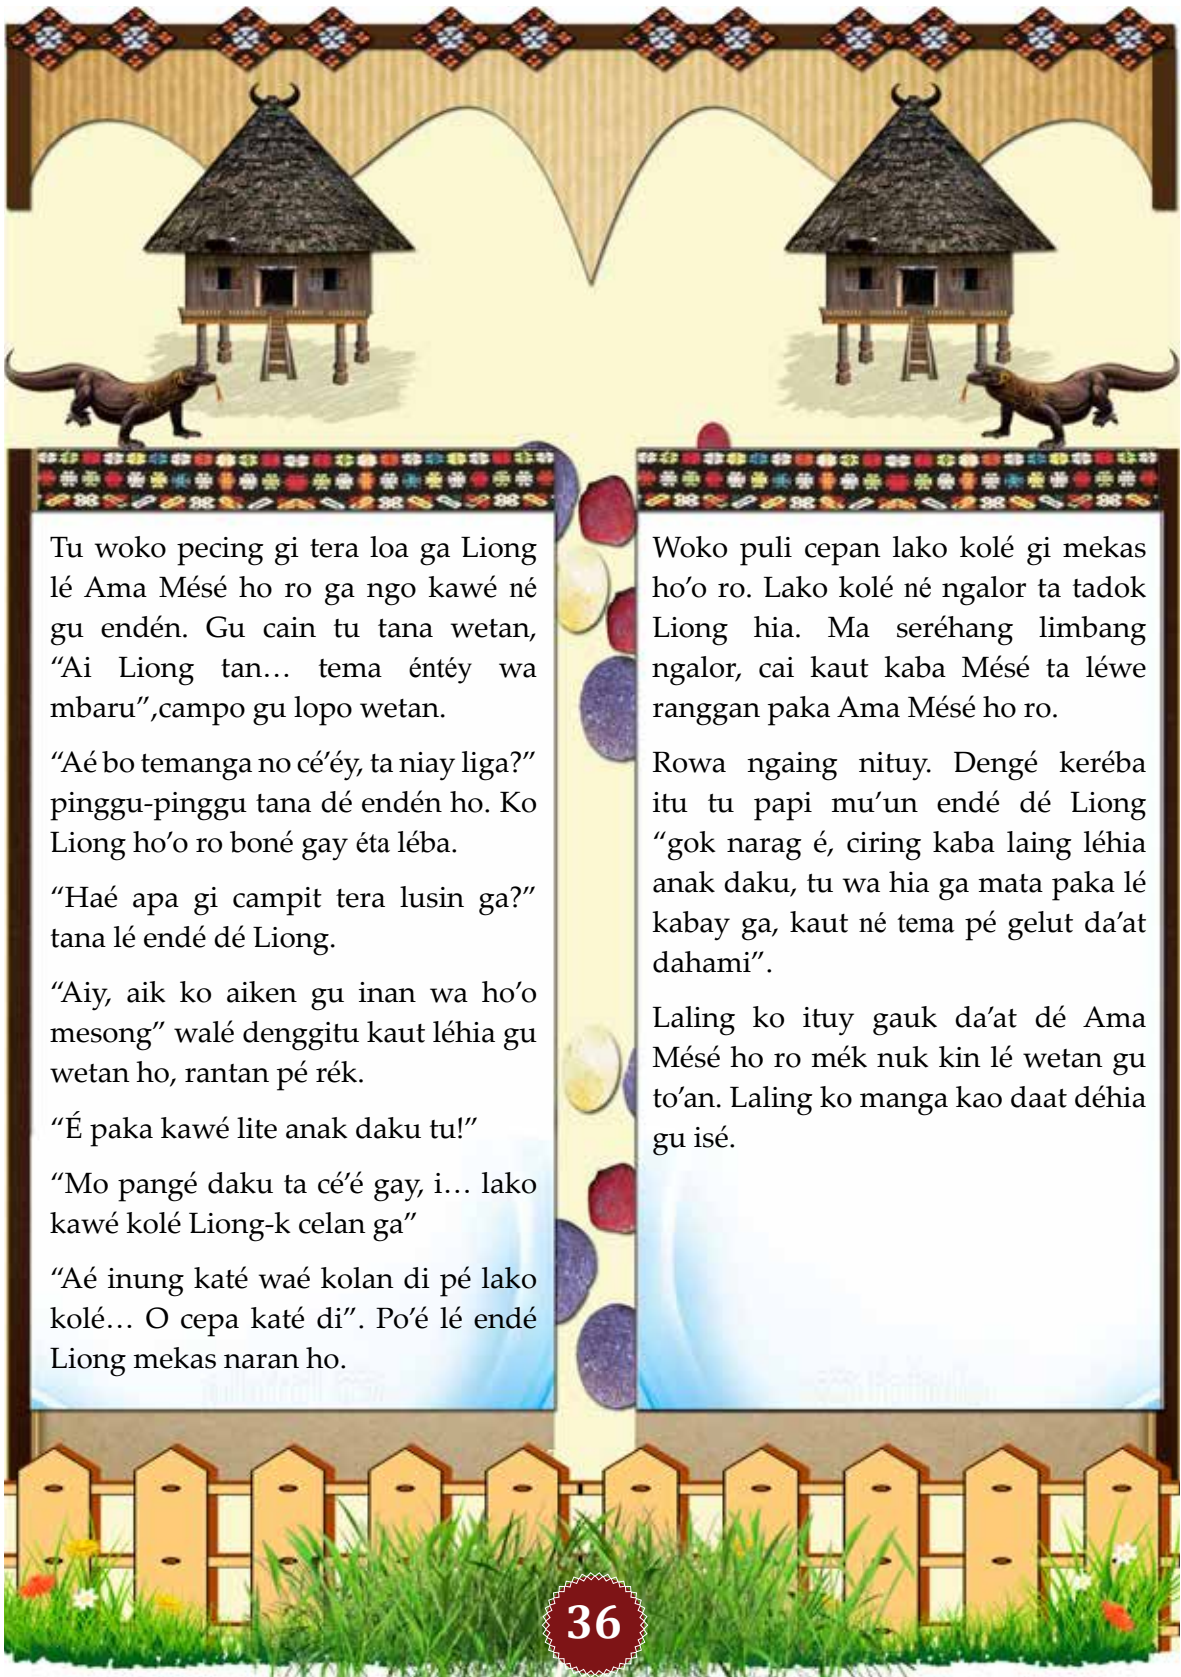 Tu woko pecing gi tera loa ga Liong
lé Ama Mésé ho ro ga ngo kawé né
gu endén. Gu cain tu tana wetan,
“Ai Liong tan… tema éntéy wa
mbaru”,campo gu lopo wetan.
“Aé bo temanga no cé’éy, ta niay liga?”
pinggu-pinggu tana dé endén ho. Ko
Liong ho’o ro boné gay éta léba.
“Haé apa gi campit tera lusin ga?”
tana lé endé dé Liong.
“Aiy, aik ko aiken gu inan wa ho’o
mesong” walé denggitu kaut léhia gu
wetan ho, rantan pé rék.
“É paka kawé lite anak daku tu!”
“Mo pangé daku ta cé’é gay, i… lako
kawé kolé Liong-k celan ga”
“Aé inung katé waé kolan di pé lako
kolé… O cepa katé di”. Po’é lé endé
Liong mekas naran ho.
Woko puli cepan lako kolé gi mekas
ho’o ro. Lako kolé né ngalor ta tadok
Liong hia. Ma seréhang limbang
ngalor, cai kaut kaba Mésé ta léwe
ranggan paka Ama Mésé ho ro.
Rowa ngaing nituy. Dengé keréba
itu tu papi mu’un endé dé Liong
“gok narag é, ciring kaba laing léhia
anak daku, tu wa hia ga mata paka lé
kabay ga, kaut né tema pé gelut da’at
dahami”.
Laling ko ituy gauk da’at dé Ama
Mésé ho ro mék nuk kin lé wetan gu
to’an. Laling ko manga kao daat déhia
gu isé.
36